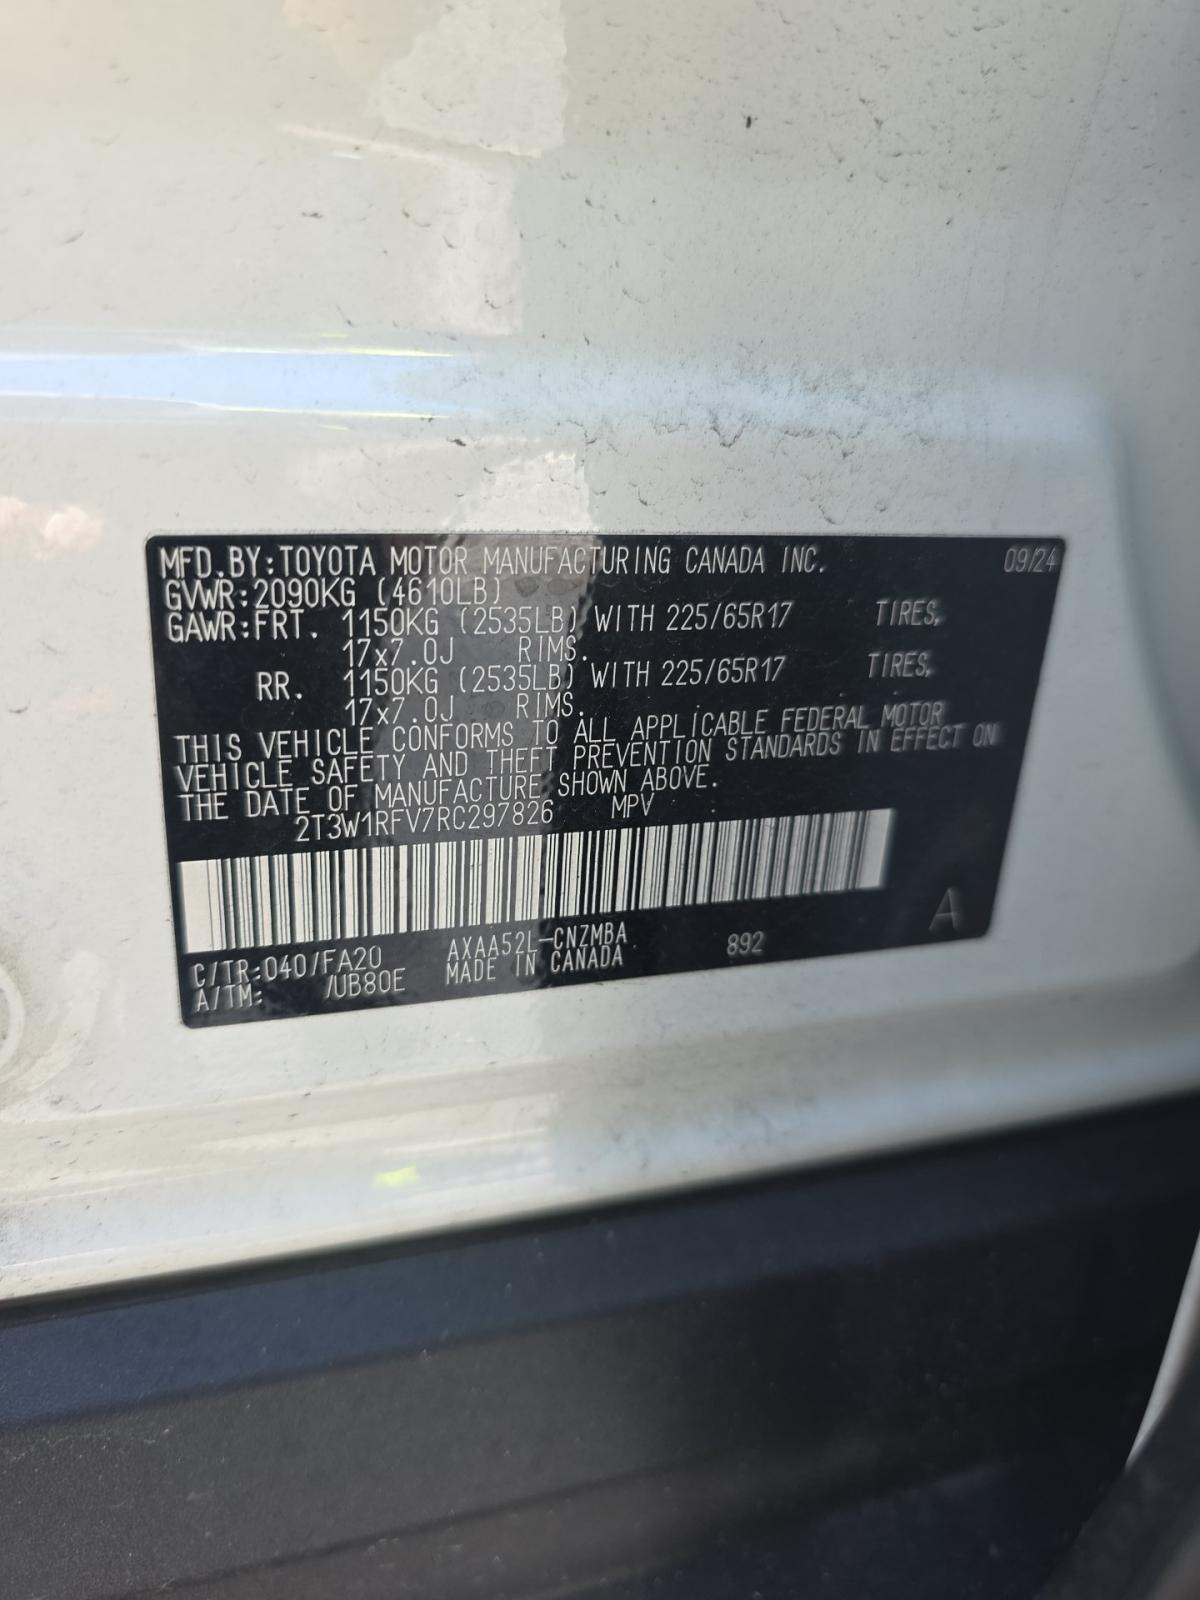 MFD.BY:TOYOTA MOTOR MANUFACTURING CANADA INC. 09/24
GVWR:2090KG (4610LB)
GAWR:FRT. 1150KG (2535LB) WITH 225/65R17 TIRES,
17x7.0J RIMS.
RR. 1150KG (2535LB) WITH 225/65R17 TIRES,
17x7.0J RIMS.
THIS VEHICLE CONFORMS TO ALL APPLICABLE FEDERAL MOTOR
VEHICLE SAFETY AND THEFT PREVENTION STANDARDS IN EFFECT ON
THE DATE OF MANUFACTURE SHOWN ABOVE.
2T3W1RFV7RC297826 MPV
C/TR:040/FA20 AXAA52L-CNZMBA 892 A
A/TM: /UB80E MADE IN CANADA